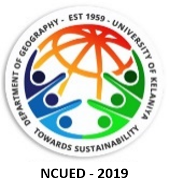 DEPARTMENT OF GEOGRAPHY - EST 1959 - UNIVERSITY OF KELANIYA
TOWARDS SUSTAINABILITY
NCUED - 2019